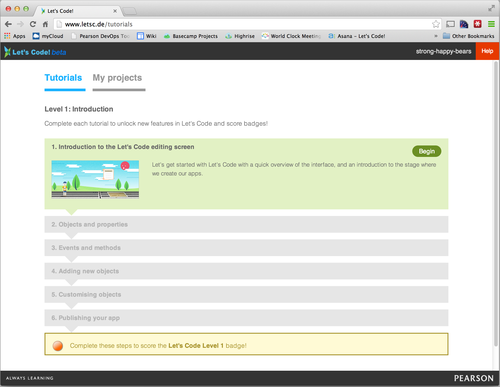 Let's Code!
www.letsc.de/tutorials
Apps
myCloud
Pearson DevOps Too
Basecamp
Wiki
Basecamp Projects
Highrise
World Clock Meeting
Asana - Let's Code!
Other Bookmarks
Let's Code! beta
strong-happy-bears
Help
Tutorials
My projects
Level 1: Introduction
Complete each tutorial to unlock new features in Let's Code and score badges!
1. Introduction to the Let's Code editing screen
Begin
Let's get started with Let's Code with a quick overview of the interface, and an introduction to the stage where
we create our apps.
2. Objects and properties
3. Events and methods
4. Adding new objects
5. Customising objects
6. Publishing your app
Complete these steps to score the Let's Code Level 1 badge!
ALWAYS LEARNING
PEARSON